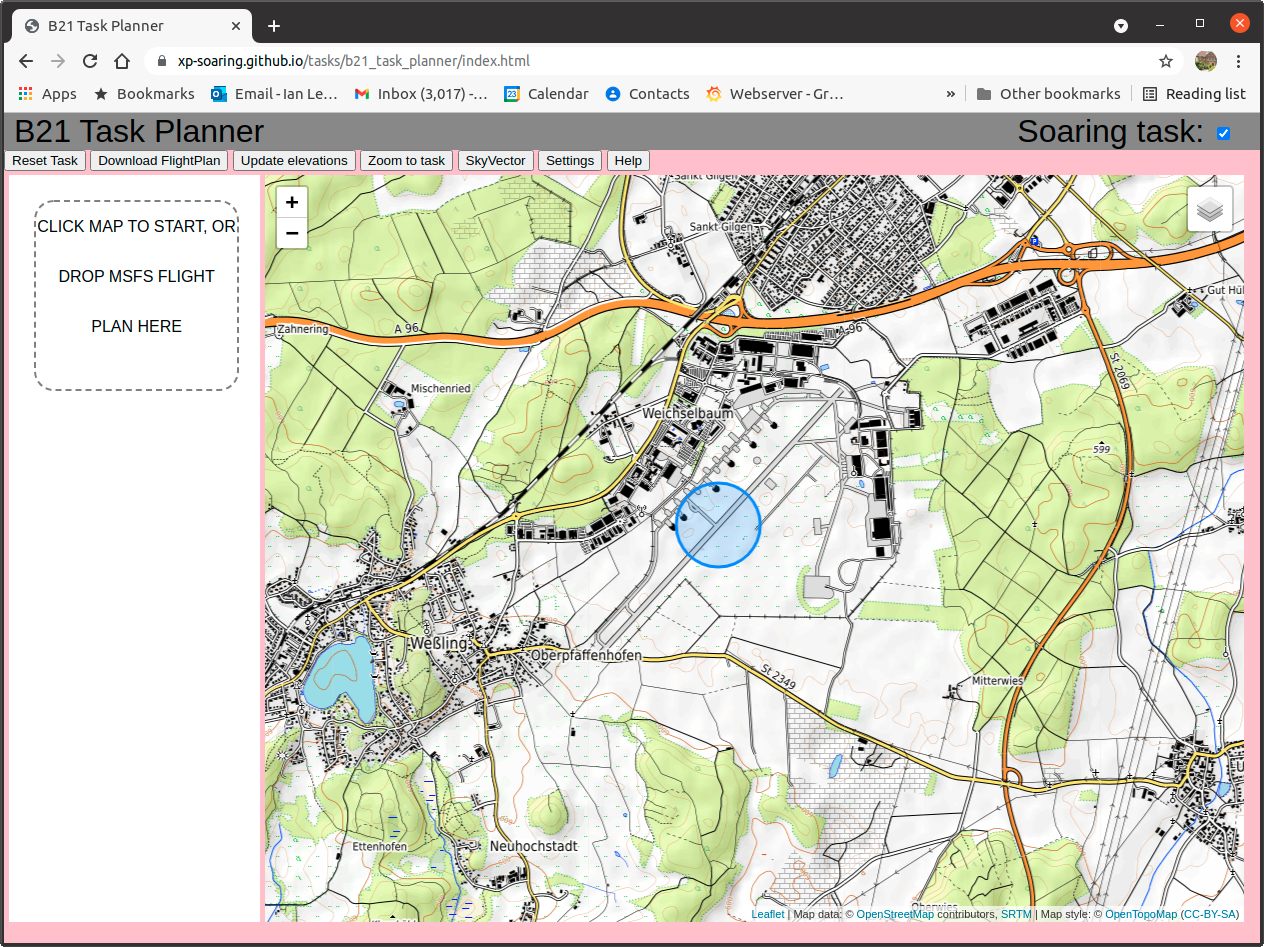 B21 Task Planner
xp-soaring.github.io/tasks/b21_task_planner/index.html
Apps Bookmarks Email - Ian Le… Inbox (3,017) -… Calendar Contacts Webserver - Gr… » Other bookmarks Reading list
B21 Task Planner Soaring task:
Reset Task Download FlightPlan Update elevations Zoom to task SkyVector Settings Help
CLICK MAP TO START, OR
DROP MSFS FLIGHT
PLAN HERE
+
−
Sankt Gilgen
Sankt Gilgen
P
Gut Hül
Zahnering
A 96
A 96
St 2069
Mischenried
Weichselbaum
599
Weßling
Oberpfaffenhofen
St 2349
Mitterwies
Ettenhofen
Neuhochstadt
Oberwies
Leaflet | Map data: © OpenStreetMap contributors, SRTM | Map style: © OpenTopoMap (CC-BY-SA)